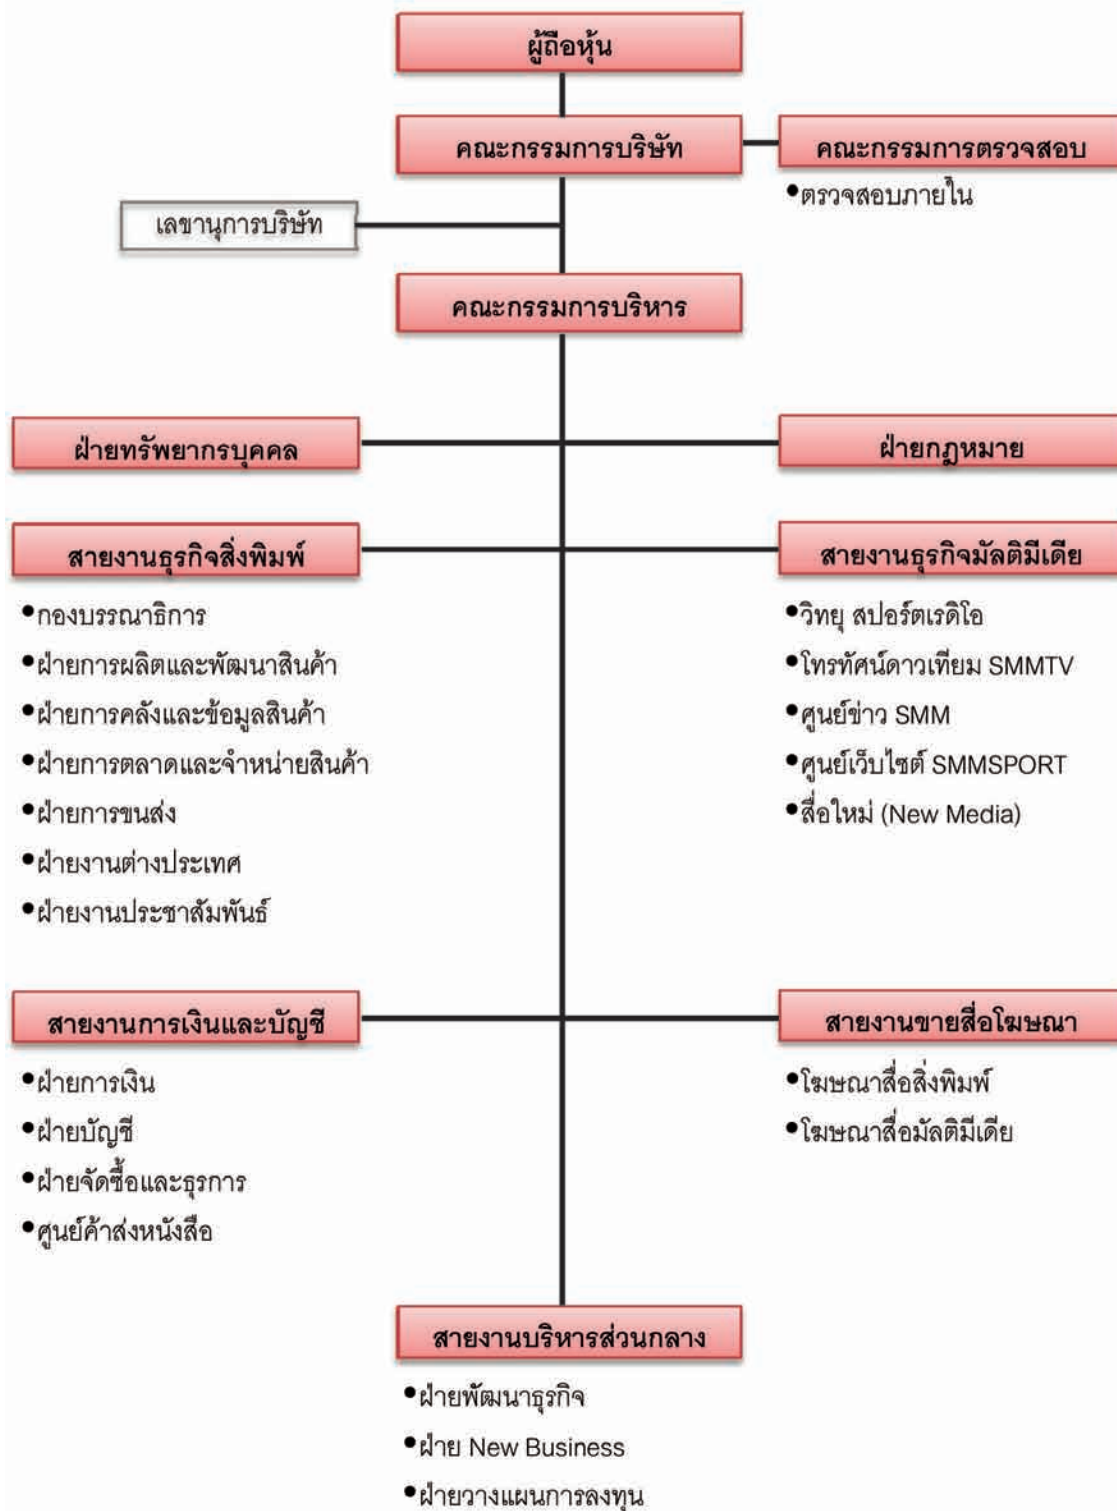 ผู้ถือหุ้น
คณะกรรมการบริษัท
คณะกรรมการตรวจสอบ
•ตรวจสอบภายใน
เลขานุการบริษัท
คณะกรรมการบริหาร
ฝ่ายทรัพยากรบุคคล
ฝ่ายกฎหมาย
สายงานธุรกิจสิ่งพิมพ์
•กองบรรณาธิการ
•ฝ่ายการผลิตและพัฒนาสินค้า
•ฝ่ายการคลังและข้อมูลสินค้า
•ฝ่ายการตลาดและจำหน่ายสินค้า
•ฝ่ายการขนส่ง
•ฝ่ายงานต่างประเทศ
•ฝ่ายงานประชาสัมพันธ์
สายงานธุรกิจมัลติมีเดีย
•วิทยุ สปอร์ตเรดิโอ
•โทรทัศน์ดาวเทียม SMMTV
•ศูนย์ข่าว SMM
•ศูนย์เว็บไซต์ SMMSPORT
•สื่อใหม่ (New Media)
สายงานการเงินและบัญชี
•ฝ่ายการเงิน
•ฝ่ายบัญชี
•ฝ่ายจัดซื้อและธุรการ
•ศูนย์ค้าส่งหนังสือ
สายงานขายสื่อโฆษณา
•โฆษณาสื่อสิ่งพิมพ์
•โฆษณาสื่อมัลติมีเดีย
สายงานบริหารส่วนกลาง
•ฝ่ายพัฒนาธุรกิจ
•ฝ่าย New Business
•ฝ่ายวางแผนการลงทุน